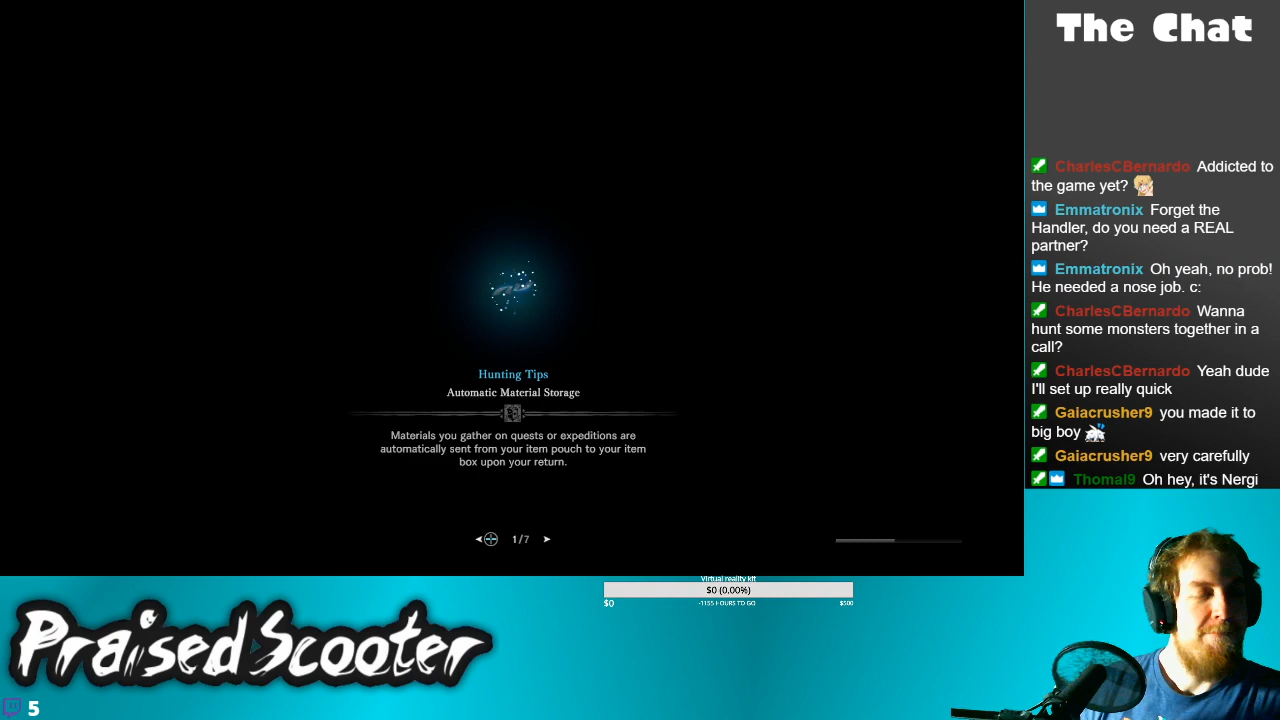 The Chat
CharlesCBernardo Addicted to
the game yet?
Emmatronix Forget the
Handler, do you need a REAL
partner?
Emmatronix Oh yeah, no prob!
He needed a nose job. c:
CharlesCBernardo Wanna
hunt some monsters together in a
call?
CharlesCBernardo Yeah dude
I'll set up really quick
Gaiacrusher9 you made it to
big boy
Gaiacrusher9 very carefully
Thomal9 Oh hey, it's Nergi
Hunting Tips
Automatic Material Storage
Materials you gather on quests or expeditions are
automatically sent from your item pouch to your item
box upon your return.
1/7
Virtual reality kit
$0 (0.00%)
$0 -1155 HOURS TO GO $500
PraisedScooter
5